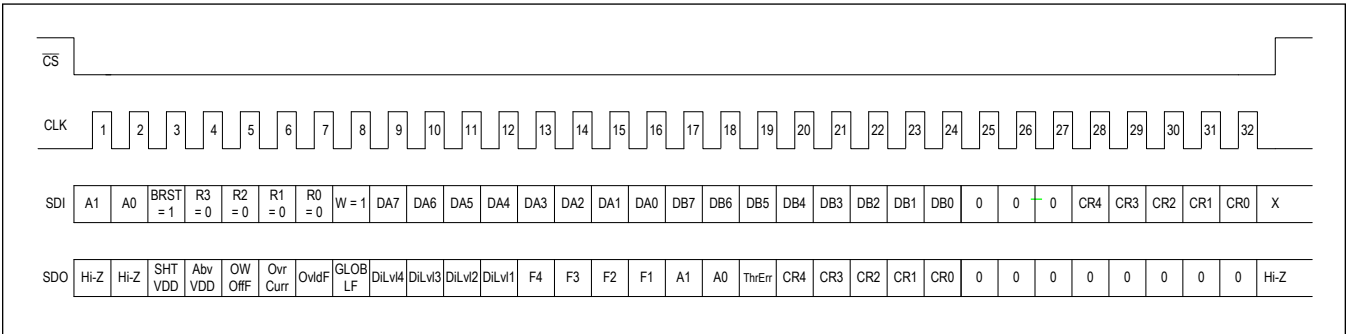 CS
CLK 1 2 3 4 5 6 7 8 9 10 11 12 13 14 15 16 17 18 19 20 21 22 23 24 25 26 27 28 29 30 31 32
SDI A1 A0 BRST = 1 R3 = 0 R2 = 0 R1 = 0 R0 = 0 W = 1 DA7 DA6 DA5 DA4 DA3 DA2 DA1 DA0 DB7 DB6 DB5 DB4 DB3 DB2 DB1 DB0 0 0 0 CR4 CR3 CR2 CR1 CR0 X
SDO Hi-Z Hi-Z SHT VDD Abv VDD OW OffF Ovr Curr OvldF GLOB LF DiLvl4 DiLvl3 DiLvl2 DiLvl1 F4 F3 F2 F1 A1 A0 ThrErr CR4 CR3 CR2 CR1 CR0 0 0 0 0 0 0 0 0 Hi-Z